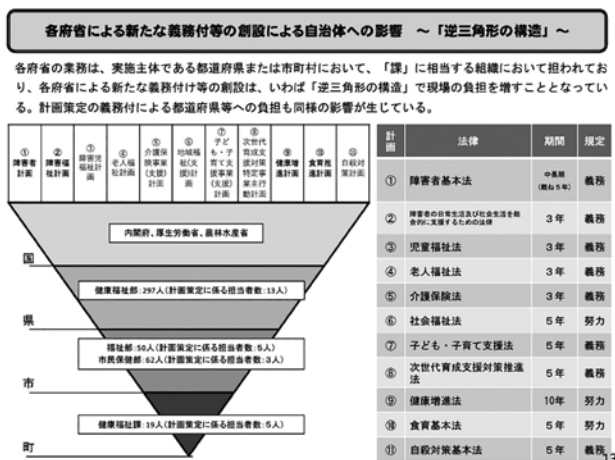 各府省による新たな義務付等の創設による自治体への影響 ～「逆三角形の構造」～
各府省の業務は、実施主体である都道府県または市町村において、「課」に相当する組織において担われてお
り、各府省による新たな義務付け等の創設は、いわば「逆三角形の構造」で現場の負担を増すこととなってい
る。計画策定の義務付による都道府県等への負担も同様の影響が生じている。
① 障害者計画
② 障害福祉計画
③ 障害児福祉計画
④ 老人福祉計画
⑤ 介護保険事業(支援)計画
⑥ 地域福祉(支援)計画
⑦ 子ども・子育て支援事業(支援)計画
⑧ 次世代育成支援対策特定事業主行動計画
⑨ 健康増進計画
⑩ 食育推進計画
⑪ 自殺対策計画
内閣府、厚生労働省、農林水産省
国
健康福祉部:297人(計画策定に係る担当者数:13人)
県
福祉部:50人(計画策定に係る担当者数:5人)
市民保健部:62人(計画策定に係る担当者数:3人)
市
健康福祉課:19人(計画策定に係る担当者数:5人)
町
計画 法律 期間 規定
① 障害者基本法 中長期(概ね5年) 義務
② 障害者の日常生活及び社会生活を総合的に支援するための法律 3年 義務
③ 児童福祉法 3年 義務
④ 老人福祉法 3年 義務
⑤ 介護保険法 3年 義務
⑥ 社会福祉法 5年 努力
⑦ 子ども・子育て支援法 5年 義務
⑧ 次世代育成支援対策推進法 5年 義務
⑨ 健康増進法 10年 努力
⑩ 食育基本法 5年 努力
⑪ 自殺対策基本法 5年 義務